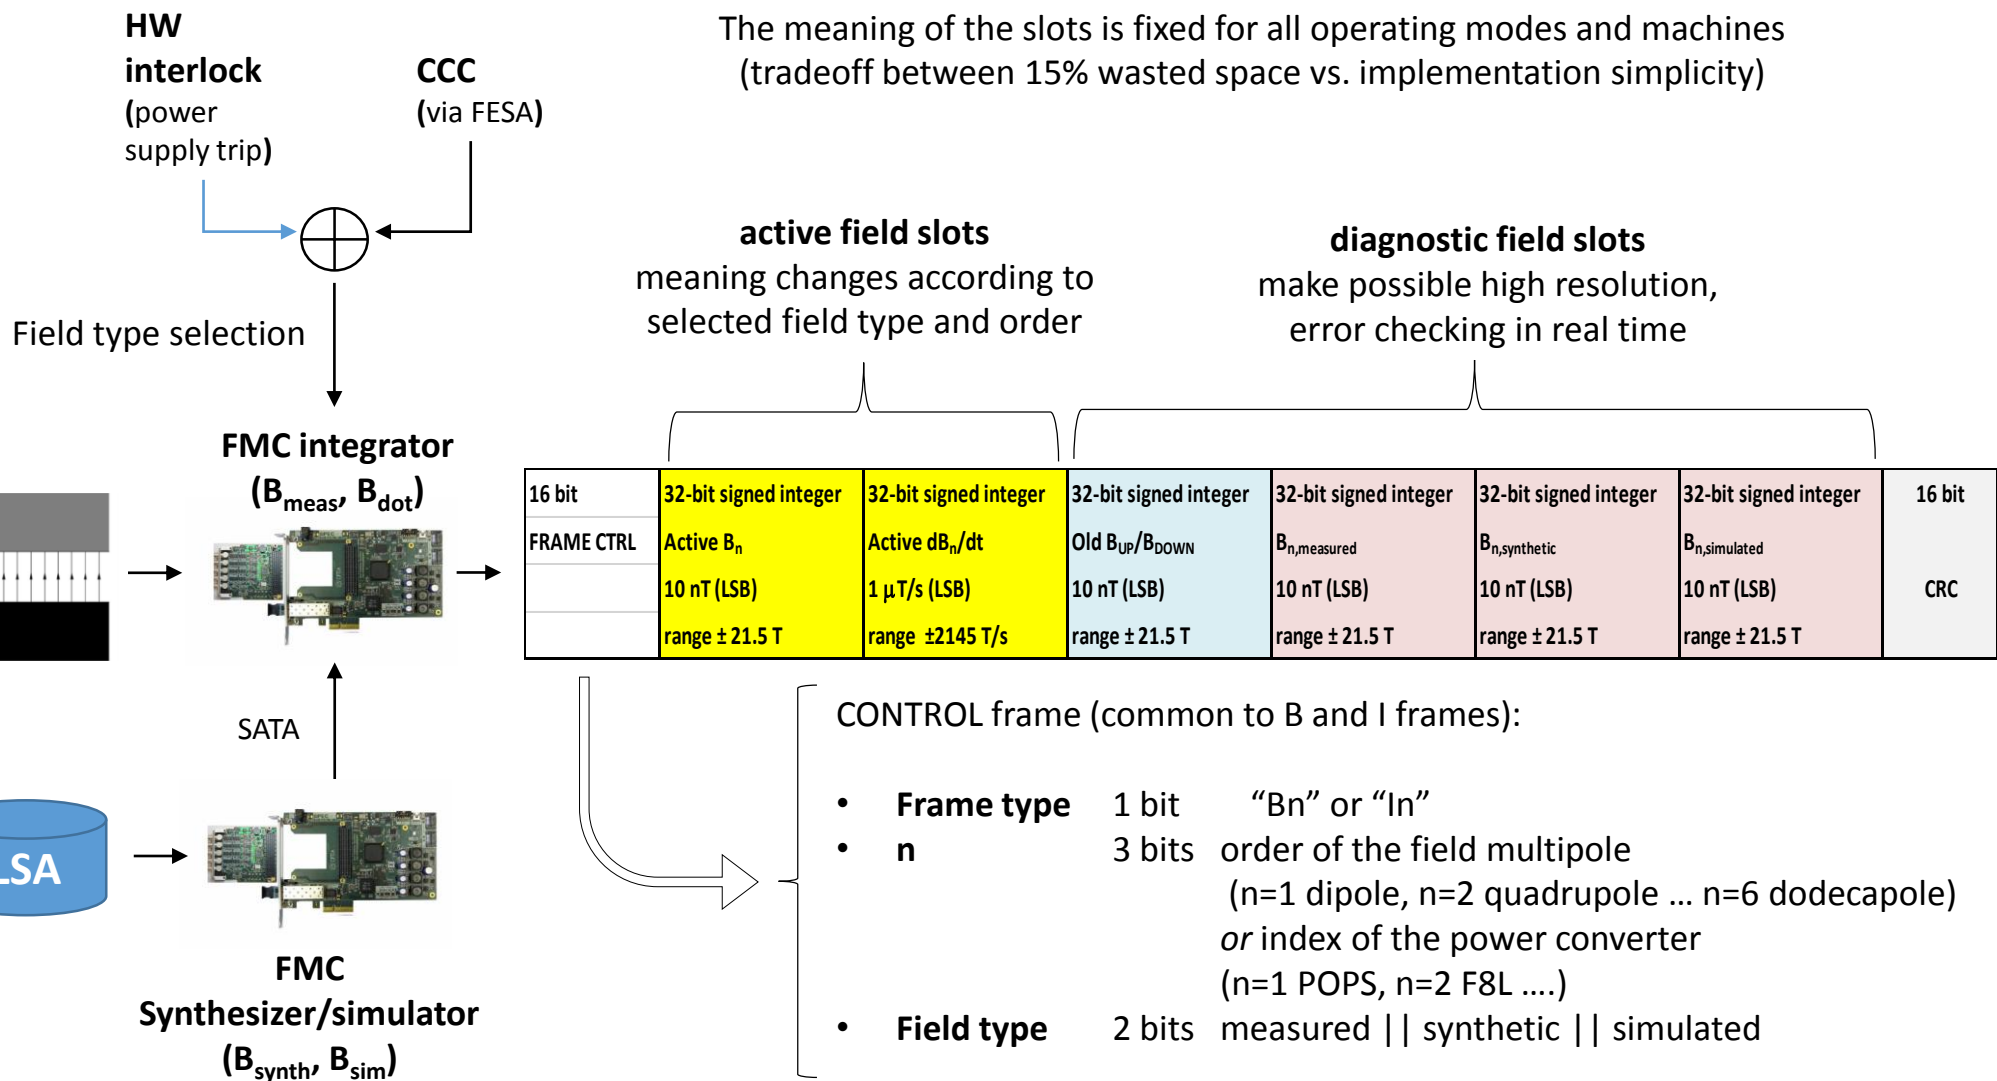 The meaning of the slots is fixed for all operating modes and machines
(tradeoff between 15% wasted space vs. implementation simplicity)
HW
interlock
(power
supply trip)
CCC
(via FESA)
Field type selection
active field slots
meaning changes according to
selected field type and order
diagnostic field slots
make possible high resolution,
error checking in real time
FMC integrator
(Bmeas, Bdot)
16 bit
FRAME CTRL
32-bit signed integer
Active Bn
10 nT (LSB)
range ± 21.5 T
32-bit signed integer
Active dBn/dt
1 μT/s (LSB)
range ±2145 T/s
32-bit signed integer
Old BUP/BDOWN
10 nT (LSB)
range ± 21.5 T
32-bit signed integer
Bn,measured
10 nT (LSB)
range ± 21.5 T
32-bit signed integer
Bn,synthetic
10 nT (LSB)
range ± 21.5 T
32-bit signed integer
Bn,simulated
10 nT (LSB)
range ± 21.5 T
16 bit
CRC
SATA
LSA
FMC
Synthesizer/simulator
(Bsynth, Bsim)
CONTROL frame (common to B and I frames):
• Frame type 1 bit “Bn” or “In”
• n 3 bits order of the field multipole
(n=1 dipole, n=2 quadrupole ... n=6 dodecapole)
or index of the power converter
(n=1 POPS, n=2 F8L ....)
• Field type 2 bits measured || synthetic || simulated